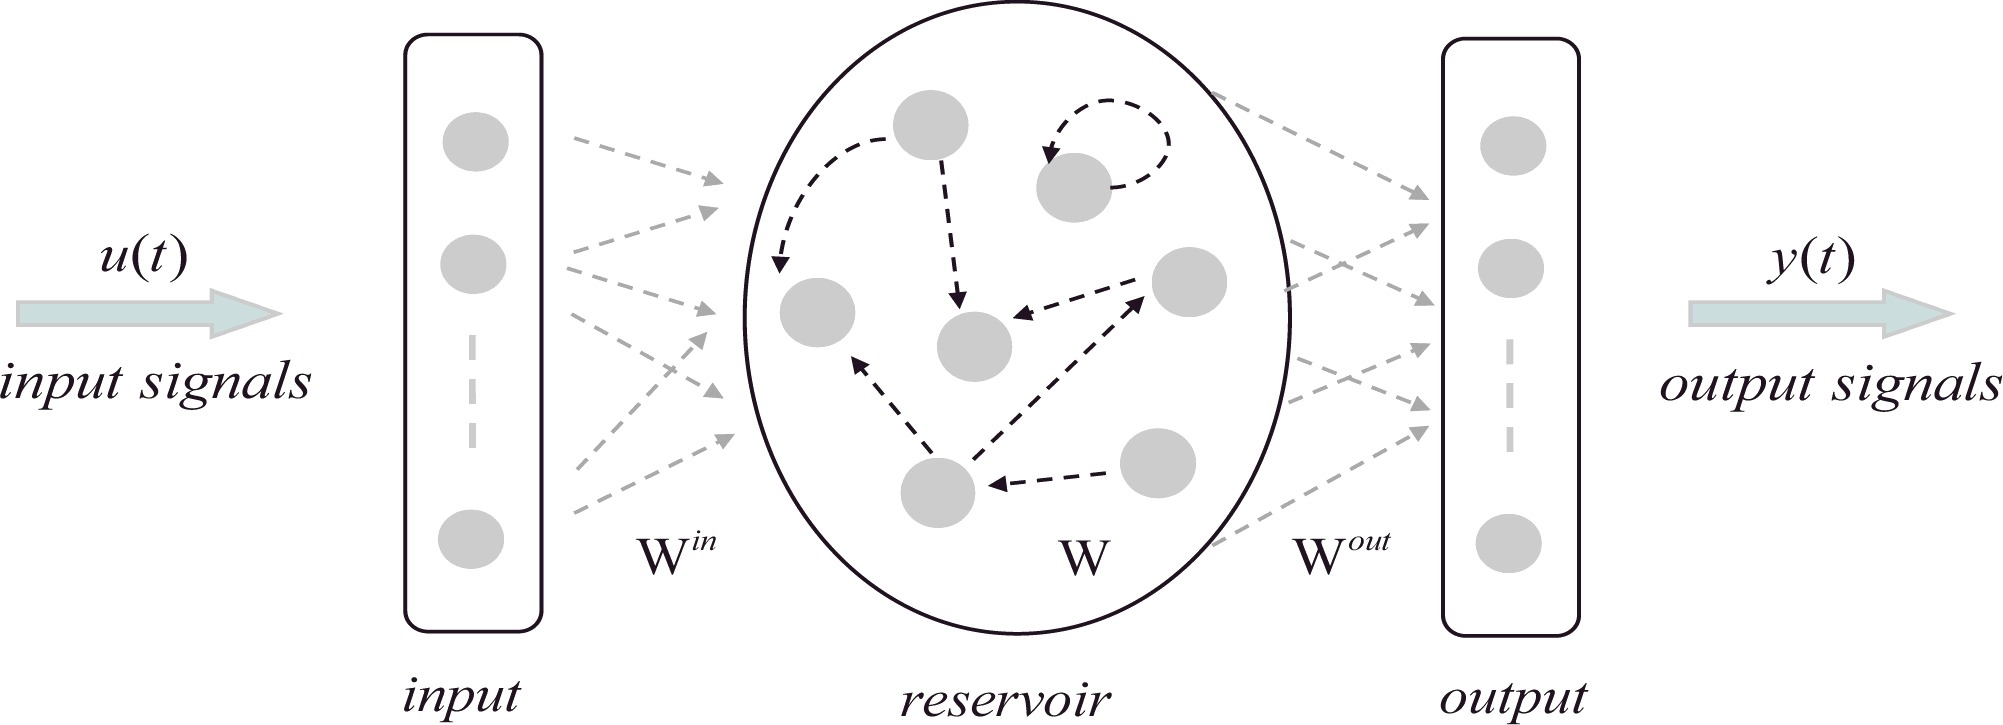 u(t)
input signals
W^in
W
W^out
y(t)
output signals
input
reservoir
output